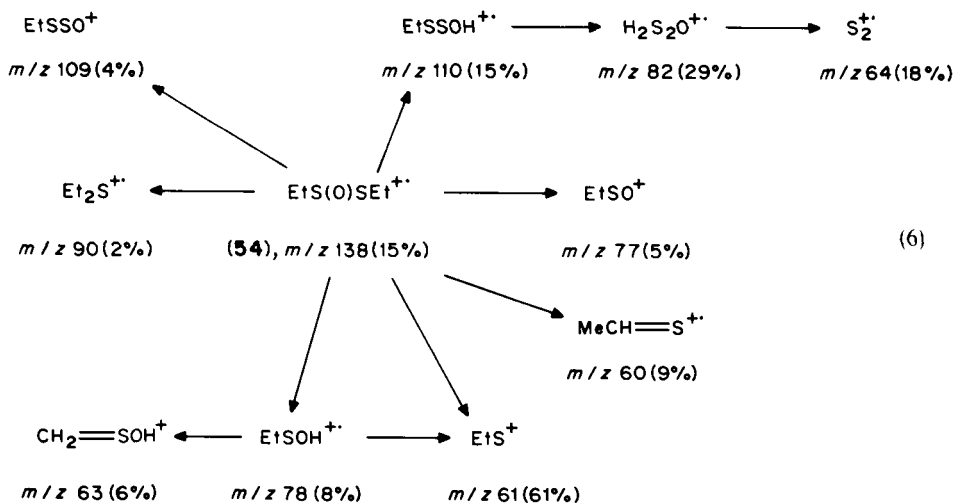 EtSSO⁺ EtSSOH⁺˙ H₂S₂O⁺˙ S₂⁺˙
m/z 109 (4%) m/z 110 (15%) m/z 82 (29%) m/z 64 (18%)
Et₂S⁺˙ EtS(O)SEt⁺˙ EtSO⁺
m/z 90 (2%) (54), m/z 138 (15%) m/z 77 (5%) (6)
MeCH=S⁺˙
m/z 60 (9%)
CH₂=SOH⁺ EtSOH⁺˙ EtS⁺
m/z 63 (6%) m/z 78 (8%) m/z 61 (61%)